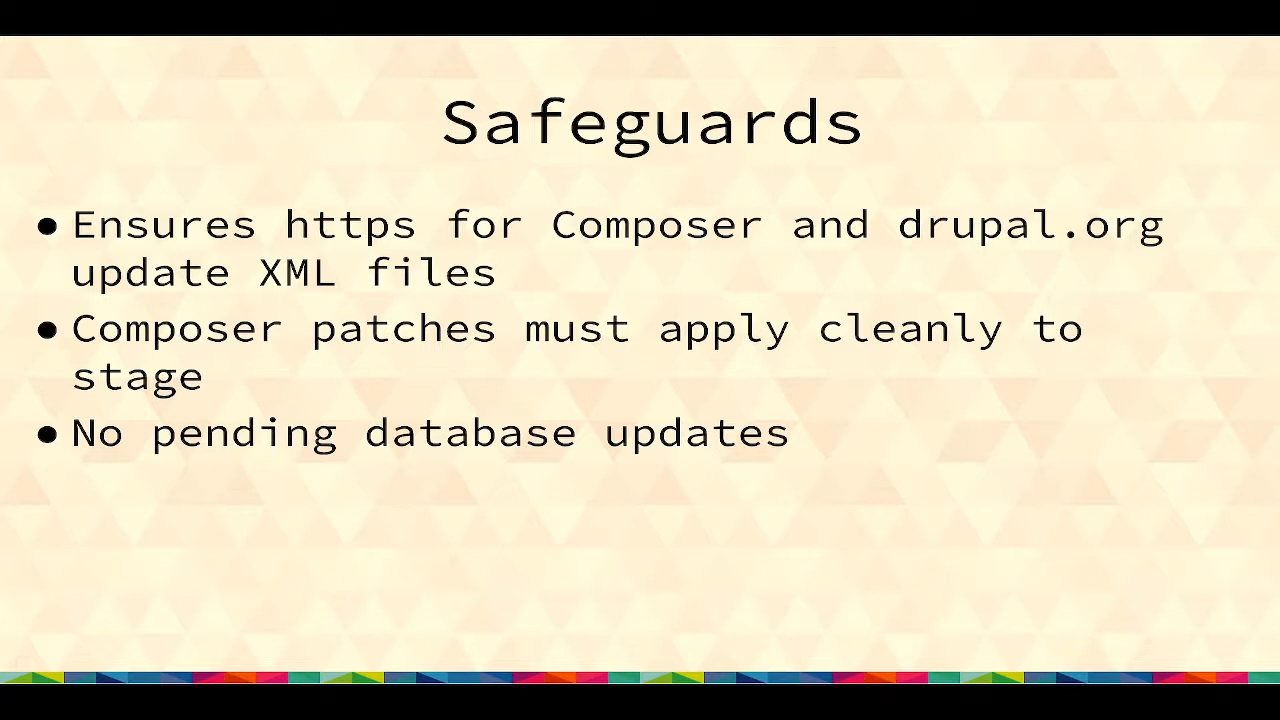 Safeguards
● Ensures https for Composer and drupal.org
update XML files
● Composer patches must apply cleanly to
stage
● No pending database updates